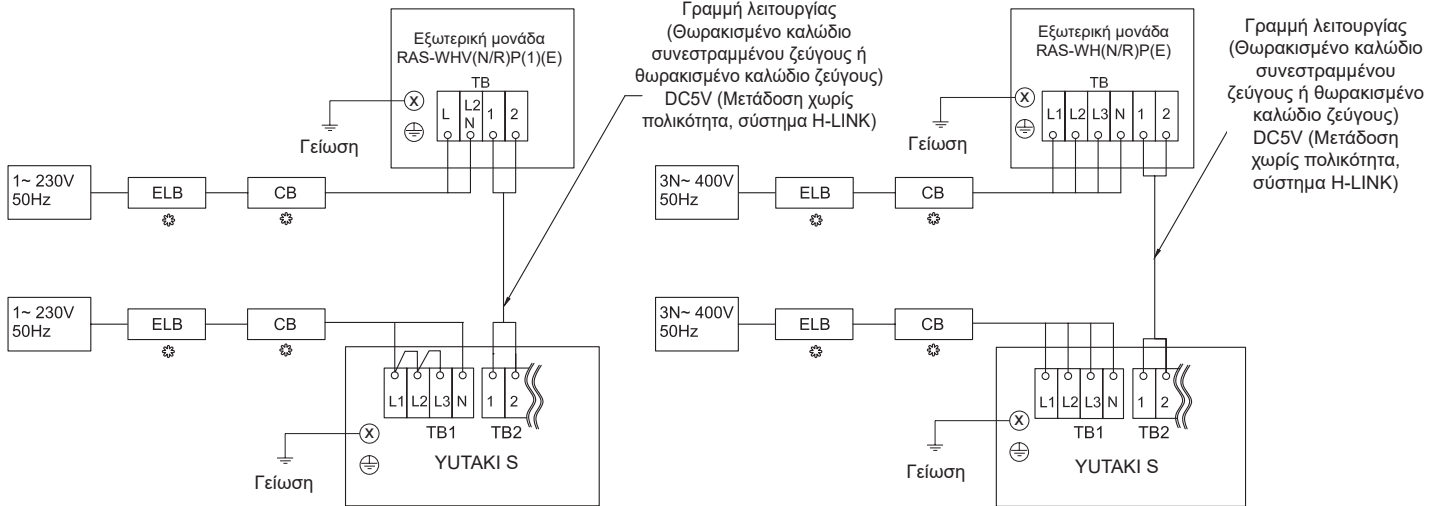 Εξωτερική μονάδα
RAS-WHV(N/R)P(1)(E)
TB
L
L2
N
1
2
X
Γείωση
1~ 230V
50Hz
ELB
CB
Γραμμή λειτουργίας
(Θωρακισμένο καλώδιο
συνεστραμμένου ζεύγους ή
θωρακισμένο καλώδιο ζεύγους)
DC5V (Μετάδοση χωρίς
πολικότητα, σύστημα H-LINK)
1~ 230V
50Hz
ELB
CB
L1 L2 L3 N 1 2
TB1 TB2
X
YUTAKI S
Γείωση
Εξωτερική μονάδα
RAS-WH(N/R)P(E)
TB
L1 L2 L3 N 1 2
X
Γείωση
3N~ 400V
50Hz
ELB
CB
Γραμμή λειτουργίας
(Θωρακισμένο καλώδιο
συνεστραμμένου
ζεύγους ή θωρακισμένο
καλώδιο ζεύγους)
DC5V (Μετάδοση
χωρίς πολικότητα,
σύστημα H-LINK)
3N~ 400V
50Hz
ELB
CB
L1 L2 L3 N 1 2
TB1 TB2
X
YUTAKI S
Γείωση